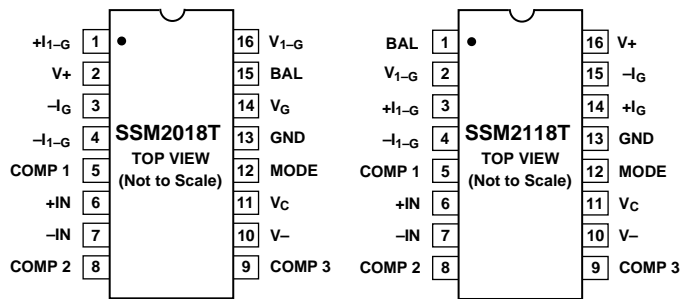 +I1–G 1 16 V1–G
V+ 2 15 BAL
–IG 3 14 VG
–I1–G 4 13 GND
COMP 1 5 12 MODE
+IN 6 11 VC
–IN 7 10 V–
COMP 2 8 9 COMP 3
SSM2018T
TOP VIEW
(Not to Scale)
BAL 1 16 V+
V1–G 2 15 –IG
+I1–G 3 14 +IG
–I1–G 4 13 GND
COMP 1 5 12 MODE
+IN 6 11 VC
–IN 7 10 V–
COMP 2 8 9 COMP 3
SSM2118T
TOP VIEW
(Not to Scale)